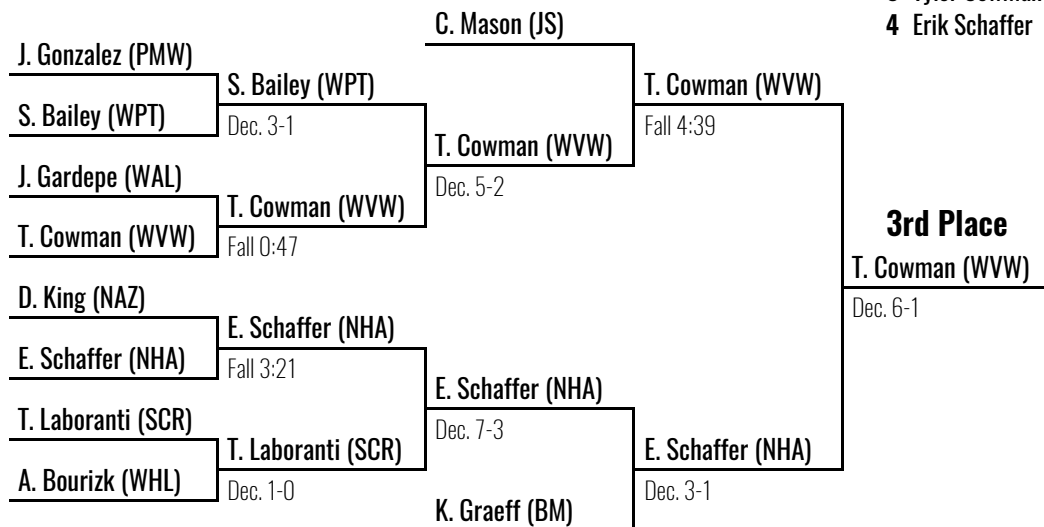 4 Erik Schaffer
C. Mason (JS)
J. Gonzalez (PMW)
S. Bailey (WPT)
T. Cowman (WVW)
S. Bailey (WPT)
Dec. 3-1
Fall 4:39
T. Cowman (WVW)
J. Gardepe (WAL)
Dec. 5-2
T. Cowman (WVW)
3rd Place
T. Cowman (WVW)
Fall 0:47
T. Cowman (WVW)
D. King (NAZ)
Dec. 6-1
E. Schaffer (NHA)
E. Schaffer (NHA)
Fall 3:21
E. Schaffer (NHA)
T. Laboranti (SCR)
Dec. 7-3
T. Laboranti (SCR)
E. Schaffer (NHA)
A. Bourizk (WHL)
Dec. 1-0
Dec. 3-1
K. Graeff (BM)